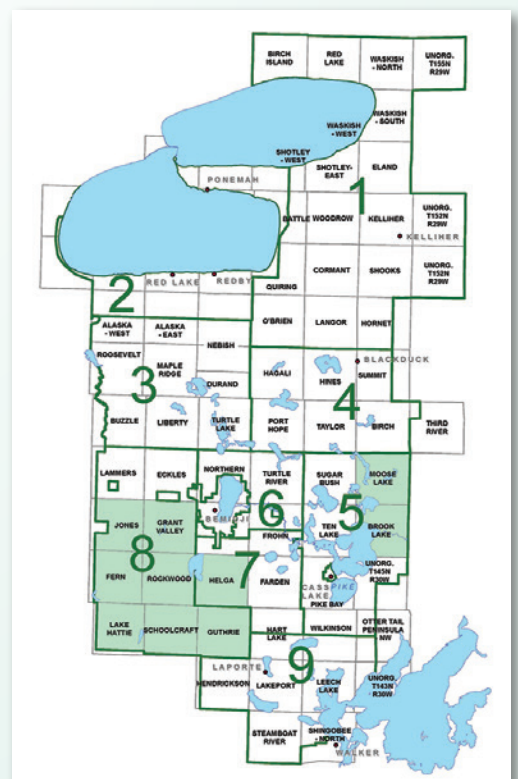 BIRCH
ISLAND
RED
LAKE
WASKISH
- NORTH
UNORG.
T155N
R29W
WASKISH
- WEST
WASKISH
- SOUTH
SHOTLEY
- WEST
SHOTLEY-
EAST
ELAND
1
PONEMAH
BATTLE
WOODROW
KELLIHER
UNORG.
T152N
R29W
KELLIHER
CORMANT
SHOOKS
UNORG.
T152N
R29W
RED LAKE
REDBY
QUIRING
2
O'BRIEN
LANGOR
HORNET
ALASKA
- WEST
ALASKA
- EAST
NEBISH
ROOSEVELT
MAPLE
RIDGE
DURAND
3
BLACKDUCK
HAGALI
HINES
SUMMIT
4
BUZZLE
LIBERTY
TURTLE
LAKE
PORT
HOPE
TAYLOR
BIRCH
THIRD
RIVER
LAMMERS
ECKLES
NORTHERN
TURTLE
RIVER
SUGAR
BUSH
MOOSE
LAKE
BEMIDJI
6
5
JONES
GRANT
VALLEY
FROHN
TEN
LAKE
BROOK
LAKE
8
7
FERN
ROCKWOOD
HELGA
FARDEN
CASS
LAKE
PIKE
PIKE BAY
UNORG.
T145N
R30W
LAKE
HATTIE
SCHOOLCRAFT
GUTHRIE
HART
LAKE
WILKINSON
OTTER TAIL
PENINSULA
NW
9
LAPORTE
HENDRICKSON
LAKEPORT
LEECH
LAKE
UNORG.
T143N
R30W
STEAMBOAT
RIVER
SHINGOBEE
- NORTH
WALKER